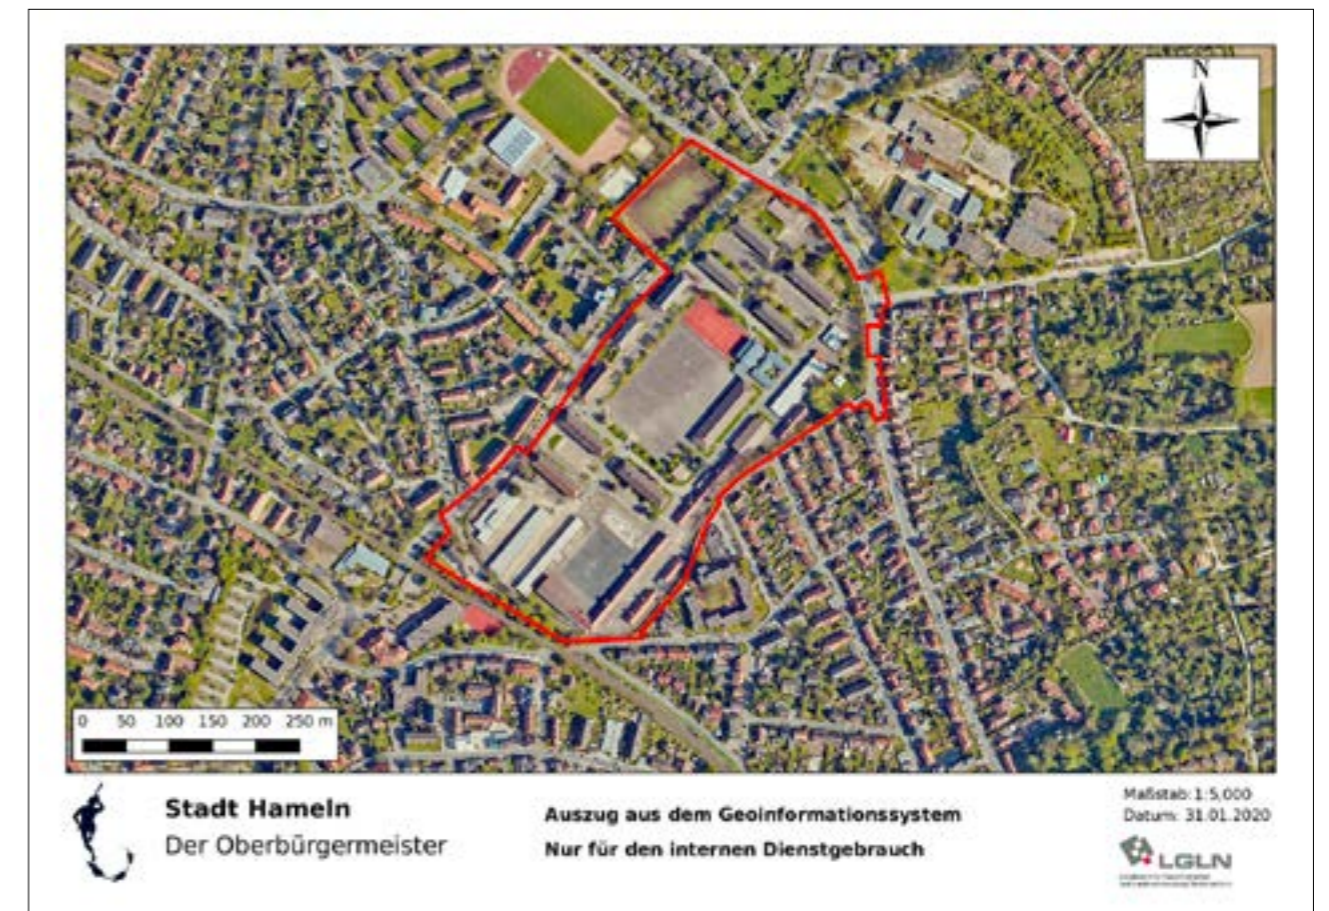 N
0 50 100 150 200 250 m
Stadt Hameln
Der Oberbürgermeister
Auszug aus dem Geoinformationssystem
Nur für den internen Dienstgebrauch
Maßstab: 1:5,000
Datum: 31.01.2020
LGLN